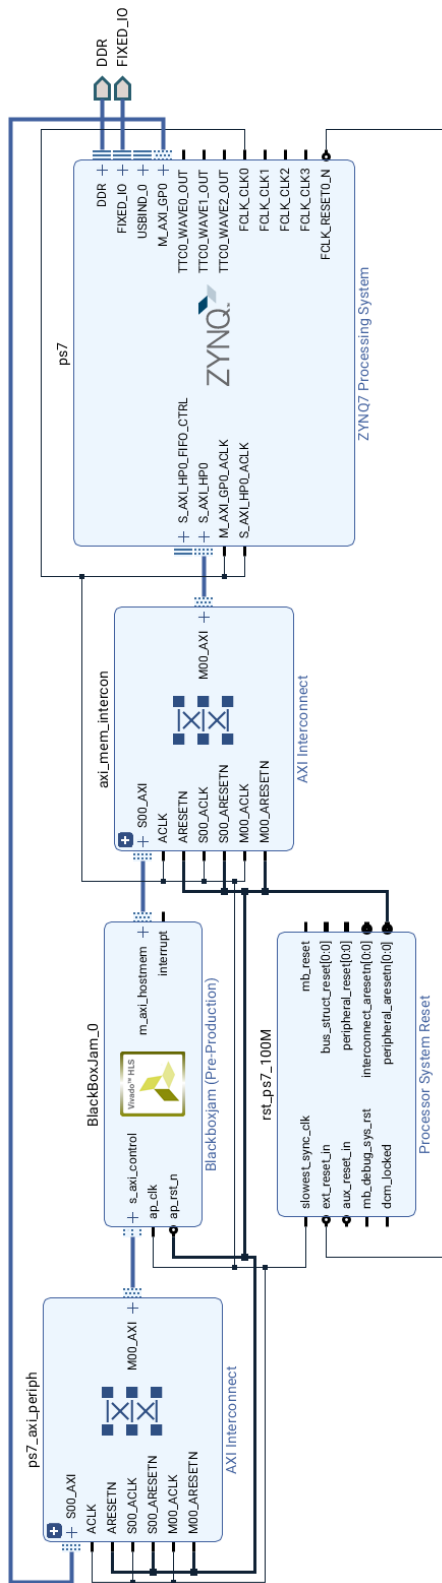 ps7_axi_periph
S00_AXI
ACLK
ARESETN
S00_ACLK
S00_ARESETN
M00_ACLK
M00_ARESETN
M00_AXI
AXI Interconnect
BlackBoxJam_0
s_axi_control
ap_clk
ap_rst_n
Vivado™ HLS
m_axi_hostmem
interrupt
Blackboxjam (Pre-Production)
rst_ps7_100M
slowest_sync_clk
ext_reset_in
aux_reset_in
mb_debug_sys_rst
dcm_locked
mb_reset
bus_struct_reset[0:0]
peripheral_reset[0:0]
interconnect_aresetn[0:0]
peripheral_aresetn[0:0]
Processor System Reset
axi_mem_intercon
S00_AXI
ACLK
ARESETN
S00_ACLK
S00_ARESETN
M00_ACLK
M00_ARESETN
M00_AXI
AXI Interconnect
ps7
S_AXI_HP0_FIFO_CTRL
S_AXI_HP0
M_AXI_GP0_ACLK
S_AXI_HP0_ACLK
ZYNQ
DDR
FIXED_IO
USBIND_0
M_AXI_GP0
TTC0_WAVE0_OUT
TTC0_WAVE1_OUT
TTC0_WAVE2_OUT
FCLK_CLK0
FCLK_CLK1
FCLK_CLK2
FCLK_CLK3
FCLK_RESET0_N
ZYNQ7 Processing System
DDR
FIXED_IO